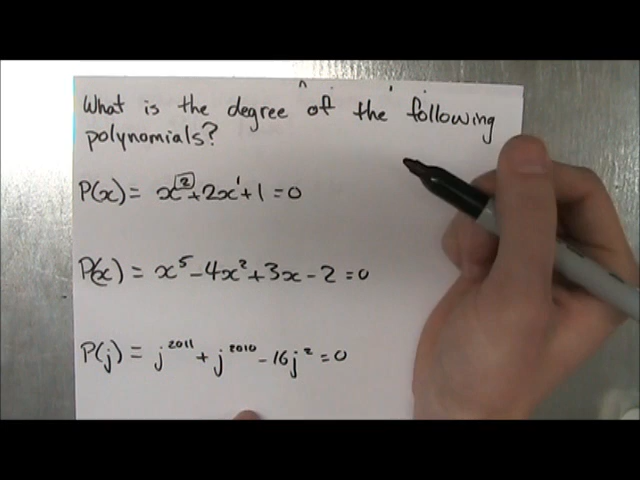 What is the degree of the following
polynomials?
P(x) = x² + 2x¹ + 1 = 0
P(x) = x⁵ - 4x² + 3x - 2 = 0
P(j) = j²⁰¹¹ + j²⁰¹⁰ - 16j² = 0